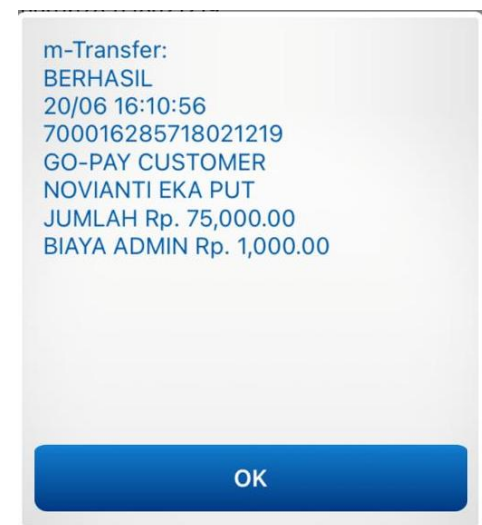 m-Transfer:
BERHASIL
20/06 16:10:56
700016285718021219
GO-PAY CUSTOMER
NOVIANTI EKA PUT
JUMLAH Rp. 75,000.00
BIAYA ADMIN Rp. 1,000.00
OK